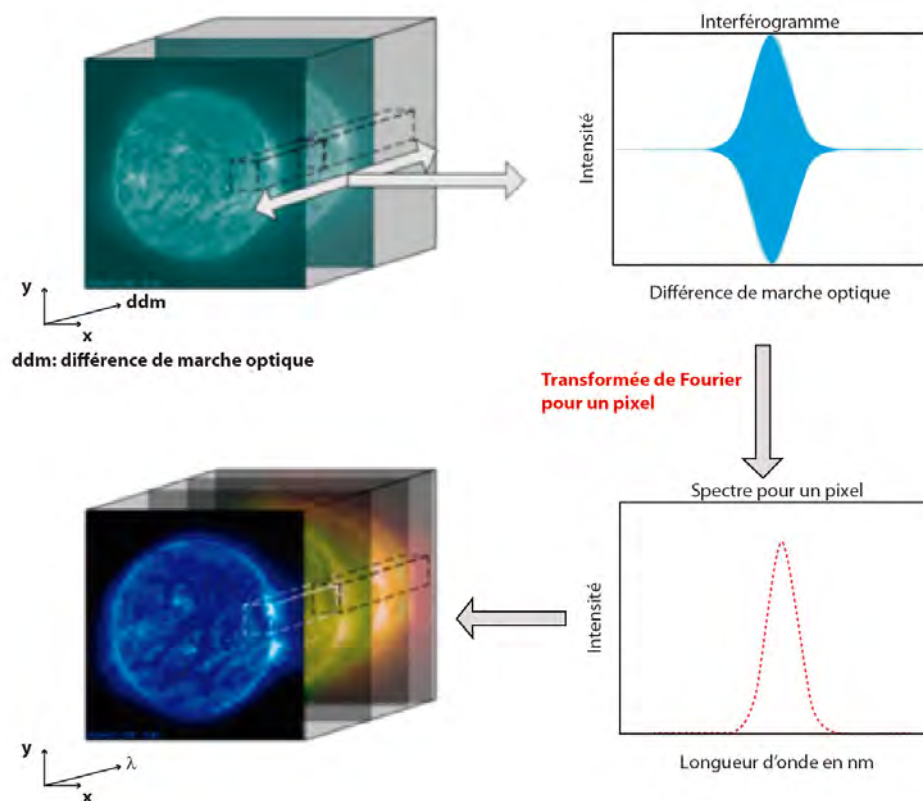 Interférogramme
Intensité
Différence de marche optique
y
ddm
x
ddm: différence de marche optique
Transformée de Fourier
pour un pixel
Spectre pour un pixel
Intensité
Longueur d'onde en nm
y
λ
x